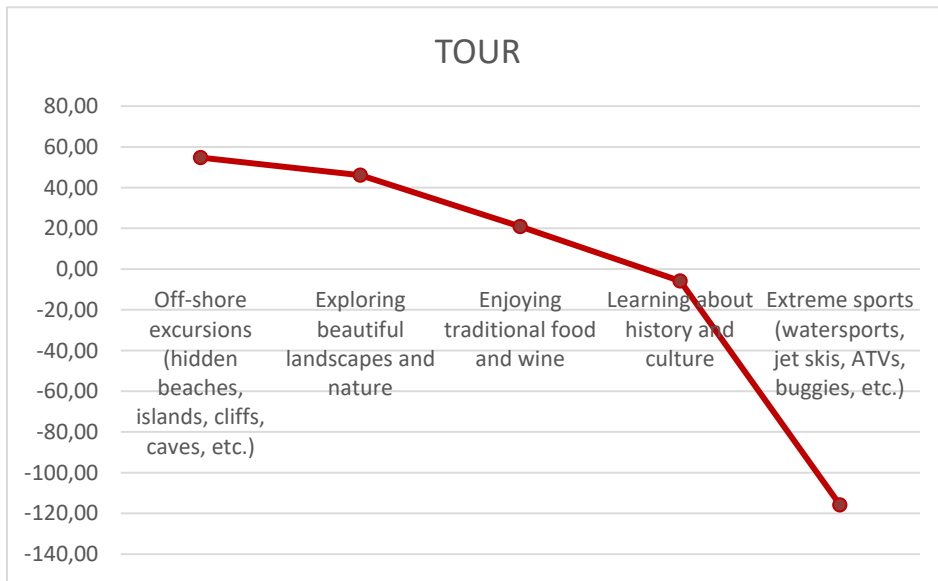 TOUR
80,00
60,00
40,00
20,00
0,00
-20,00
-40,00
-60,00
-80,00
-100,00
-120,00
-140,00
Off-shore
excursions
(hidden
beaches,
islands, cliffs,
caves, etc.)
Exploring
beautiful
landscapes and
nature
Enjoying
traditional food
and wine
Learning about
history and
culture
Extreme sports
(watersports,
jet skis, ATVs,
buggies, etc.)